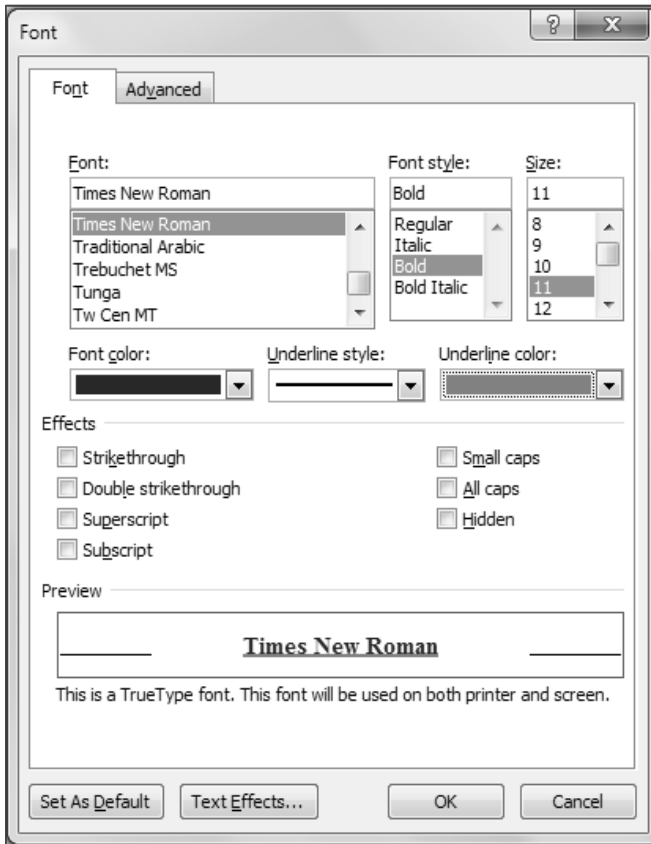 Font
Font Advanced
Font: Font style: Size:
Times New Roman Bold 11
Times New Roman Regular 8
Traditional Arabic Italic 9
Trebuchet MS Bold 10
Tunga Bold Italic 11
Tw Cen MT 12
Font color: Underline style: Underline color:
Effects
Strikethrough Small caps
Double strikethrough All caps
Superscript Hidden
Subscript
Preview
Times New Roman
This is a TrueType font. This font will be used on both printer and screen.
Set As Default Text Effects... OK Cancel